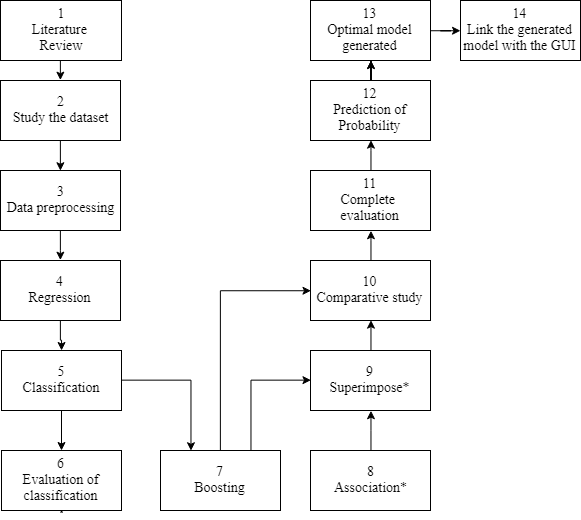 1
Literature
Review
2
Study the dataset
3
Data preprocessing
4
Regression
5
Classification
6
Evaluation of
classification
7
Boosting
8
Association*
9
Superimpose*
10
Comparative study
11
Complete
evaluation
12
Prediction of
Probability
13
Optimal model
generated
14
Link the generated
model with the GUI